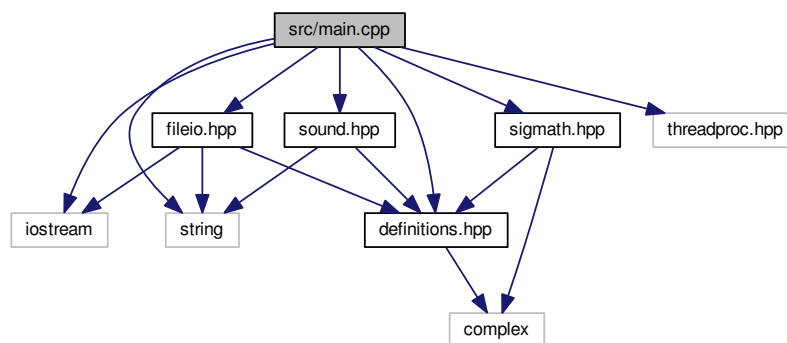 src/main.cpp
fileio.hpp
sound.hpp
sigmath.hpp
threadproc.hpp
iostream
string
definitions.hpp
complex